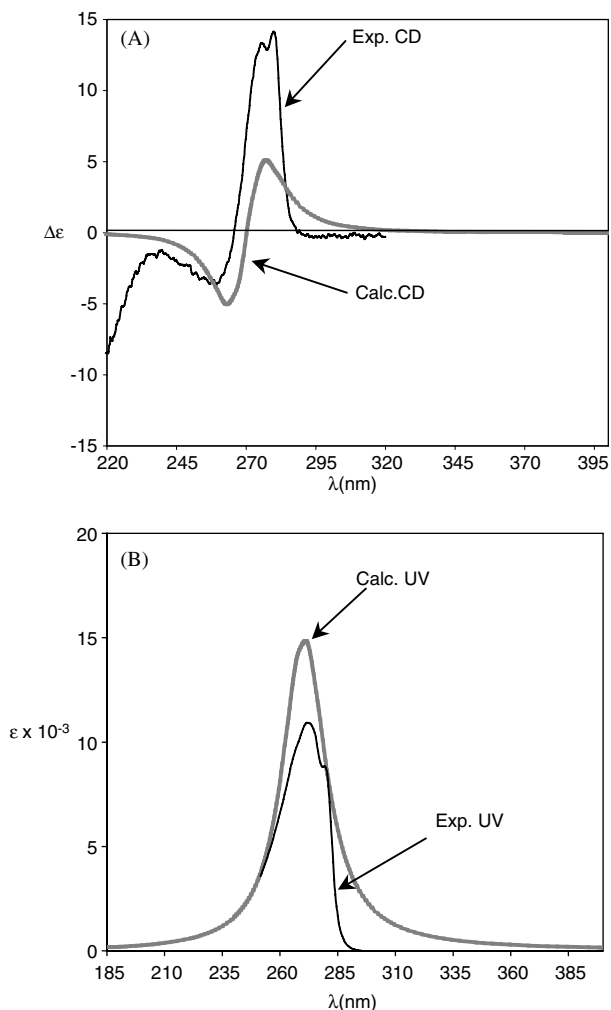 15
(A)
Exp. CD
10
5
Δε
0
Calc.CD
-5
-10
-15
220 245 270 295 320 345 370 395
λ(nm)
20
(B)
Calc. UV
15
ε x 10⁻³
10
Exp. UV
5
0
185 210 235 260 285 310 335 360 385
λ(nm)